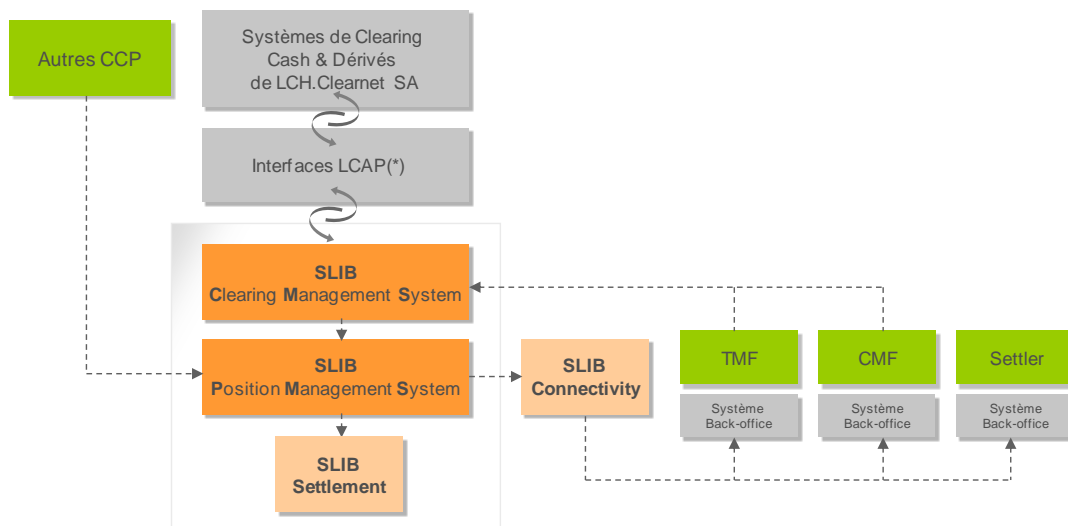 Autres CCP
Systèmes de Clearing
Cash & Dérivés
de LCH.Clearnet SA
Interfaces LCAP(*)
SLIB
Clearing Management System
SLIB
Position Management System
SLIB
Connectivity
SLIB
Settlement
TMF
CMF
Settler
Système
Back-office
Système
Back-office
Système
Back-office